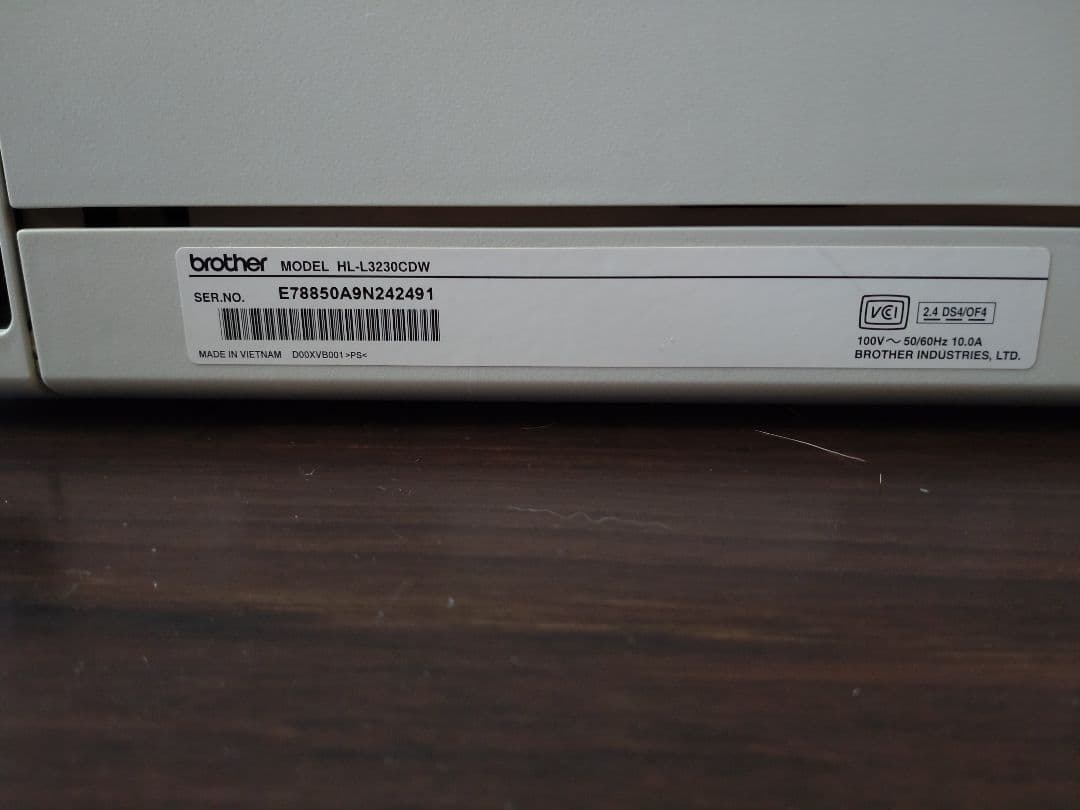 brother MODEL HL-L3230CDW
SER.NO. E78850A9N242491
MADE IN VIETNAM D00XVB001 >PS<
VCI 2.4 DS4/OF4
100V～50/60Hz 10.0A
BROTHER INDUSTRIES, LTD.